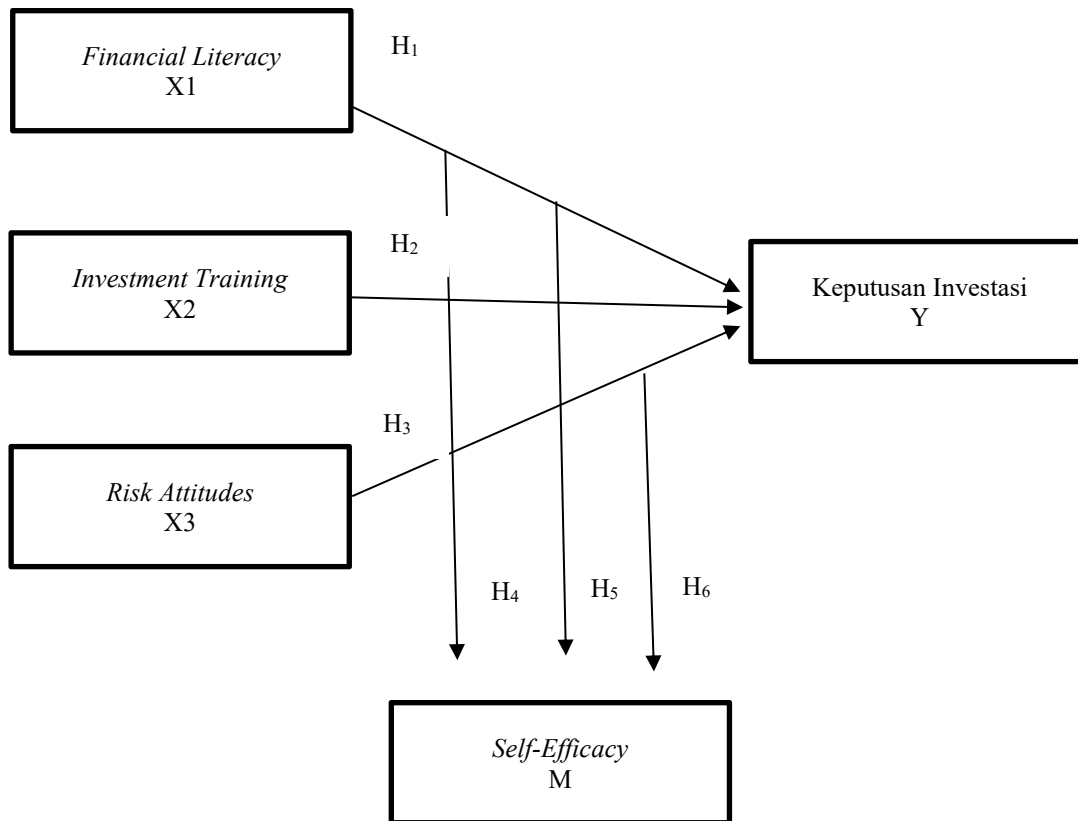 Financial Literacy
X1
H₁
Investment Training
X2
H₂
Keputusan Investasi
Y
Risk Attitudes
X3
H₃
H₄
H₅
H₆
Self-Efficacy
M